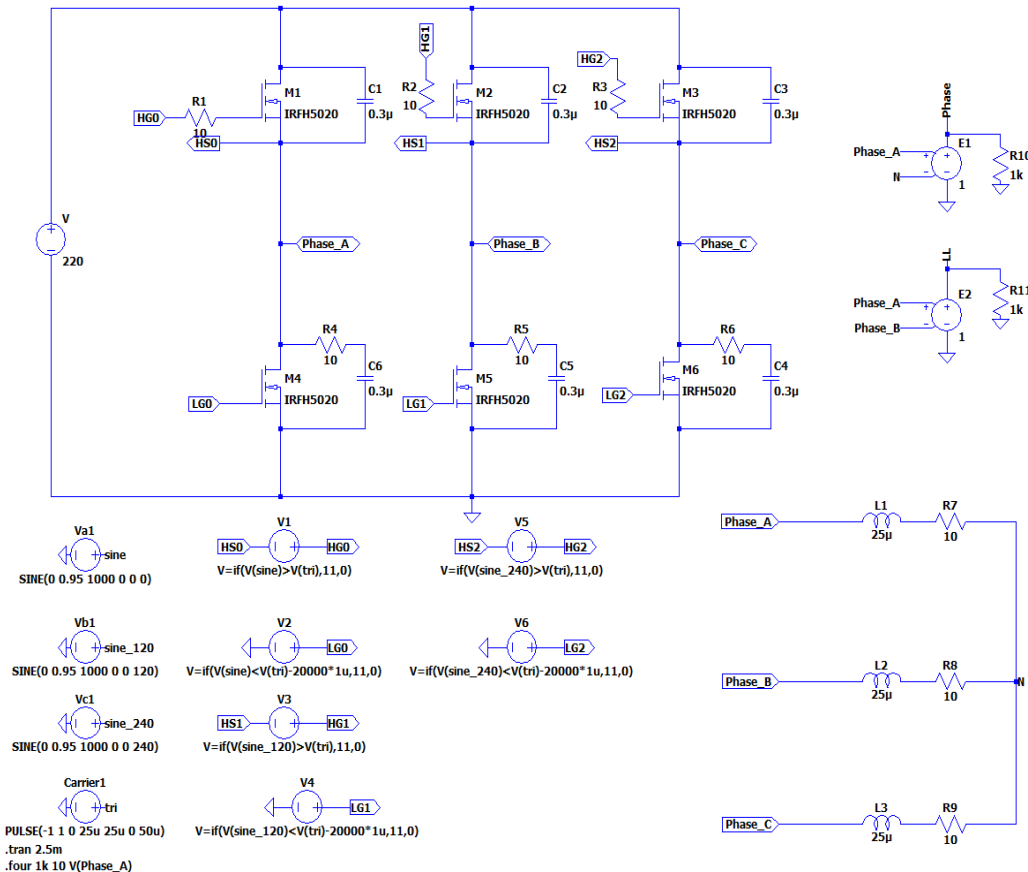 HG1
HG2
R1
10
HG0
HS0
M1
IRFH5020
C1
0.3µ
R2
10
HS1
M2
IRFH5020
C2
0.3µ
R3
10
HS2
M3
IRFH5020
C3
0.3µ
Phase
Phase_A
N
E1
1
R10
1k
V
220
Phase_A
Phase_B
Phase_C
LL
Phase_A
Phase_B
E2
1
R11
1k
R4
10
LG0
M4
IRFH5020
C6
0.3µ
R5
10
LG1
M5
IRFH5020
C5
0.3µ
R6
10
LG2
M6
IRFH5020
C4
0.3µ
Va1
sine
SINE(0 0.95 1000 0 0 0)
V1
HS0
HG0
V=if(V(sine)>V(tri),11,0)
V5
HS2
HG2
V=if(V(sine_240)>V(tri),11,0)
Phase_A
L1
25µ
R7
10
Vb1
sine_120
SINE(0 0.95 1000 0 0 120)
V2
LG0
V=if(V(sine)<V(tri)-20000*1u,11,0)
V6
LG2
V=if(V(sine_240)<V(tri)-20000*1u,11,0)
Phase_B
L2
25µ
R8
10
N
Vc1
sine_240
SINE(0 0.95 1000 0 0 240)
V3
HS1
HG1
V=if(V(sine_120)>V(tri),11,0)
Carrier1
tri
PULSE(-1 1 0 25u 25u 0 50u)
V4
LG1
V=if(V(sine_120)<V(tri)-20000*1u,11,0)
Phase_C
L3
25µ
R9
10
.tran 2.5m
.four 1k 10 V(Phase_A)